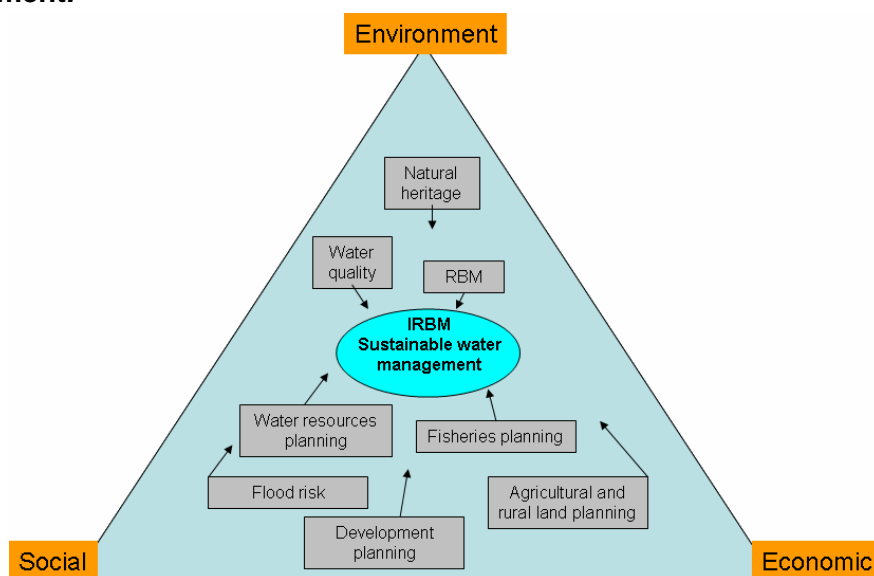 ment.
Environment
Natural
heritage
Water
quality
RBM
IRBM
Sustainable water
management
Water resources
planning
Fisheries planning
Flood risk
Agricultural and
rural land planning
Development
planning
Social
Economic